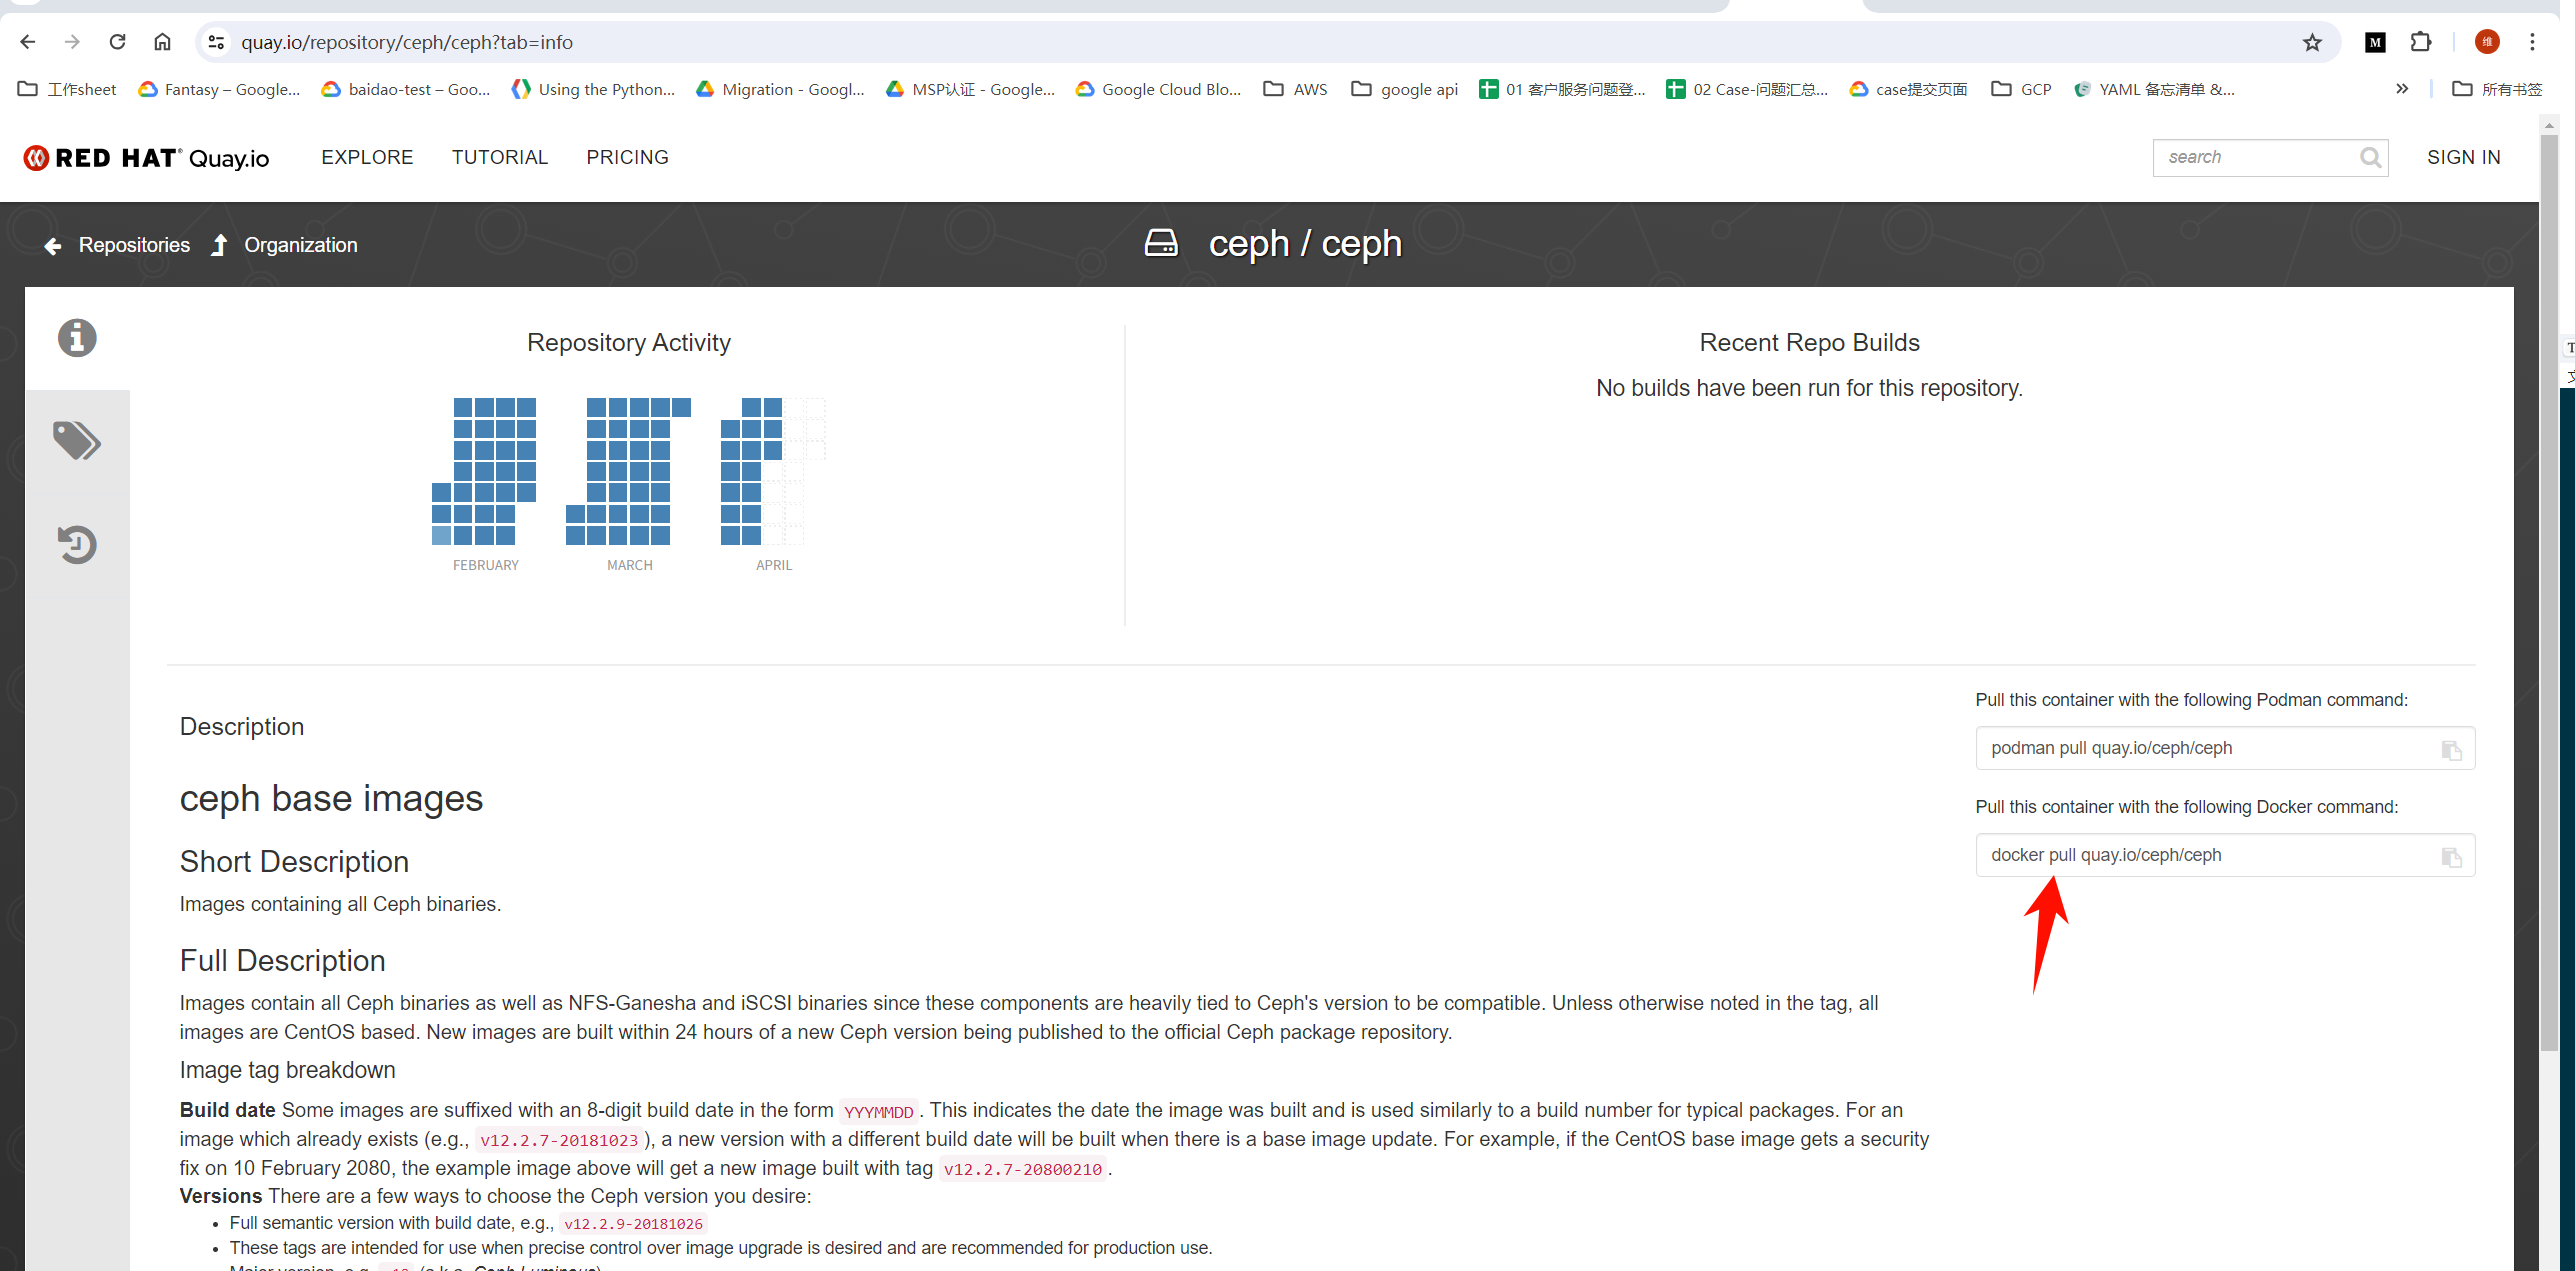 quay.io/repository/ceph/ceph?tab=info
M
维
工作sheet
Fantasy – Google...
baidao-test – Goo...
Using the Python...
Migration - Googl...
MSP认证 - Google...
Google Cloud Blo...
AWS
google api
01 客户服务问题登...
02 Case-问题汇总...
case提交页面
GCP
YAML 备忘清单 &...
»
所有书签
RED HAT® Quay.io
EXPLORE
TUTORIAL
PRICING
search
SIGN IN
Repositories
Organization
ceph / ceph
Repository Activity
Recent Repo Builds
No builds have been run for this repository.
FEBRUARY
MARCH
APRIL
Description
Pull this container with the following Podman command:
podman pull quay.io/ceph/ceph
Pull this container with the following Docker command:
docker pull quay.io/ceph/ceph
ceph base images
Short Description
Images containing all Ceph binaries.
Full Description
Images contain all Ceph binaries as well as NFS-Ganesha and iSCSI binaries since these components are heavily tied to Ceph's version to be compatible. Unless otherwise noted in the tag, all
images are CentOS based. New images are built within 24 hours of a new Ceph version being published to the official Ceph package repository.
Image tag breakdown
Build date Some images are suffixed with an 8-digit build date in the form YYYMMDD. This indicates the date the image was built and is used similarly to a build number for typical packages. For an
image which already exists (e.g., v12.2.7-20181023), a new version with a different build date will be built when there is a base image update. For example, if the CentOS base image gets a security
fix on 10 February 2080, the example image above will get a new image built with tag v12.2.7-20800210.
Versions There are a few ways to choose the Ceph version you desire:
• Full semantic version with build date, e.g., v12.2.9-20181026
• These tags are intended for use when precise control over image upgrade is desired and are recommended for production use.